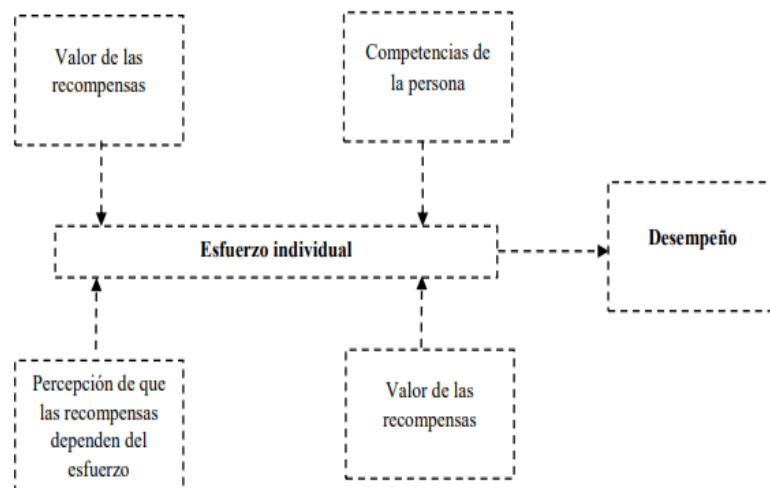 Valor de las
recompensas
Competencias de
la persona
Esfuerzo individual
Desempeño
Percepción de que
las recompensas
dependen del
esfuerzo
Valor de las
recompensas